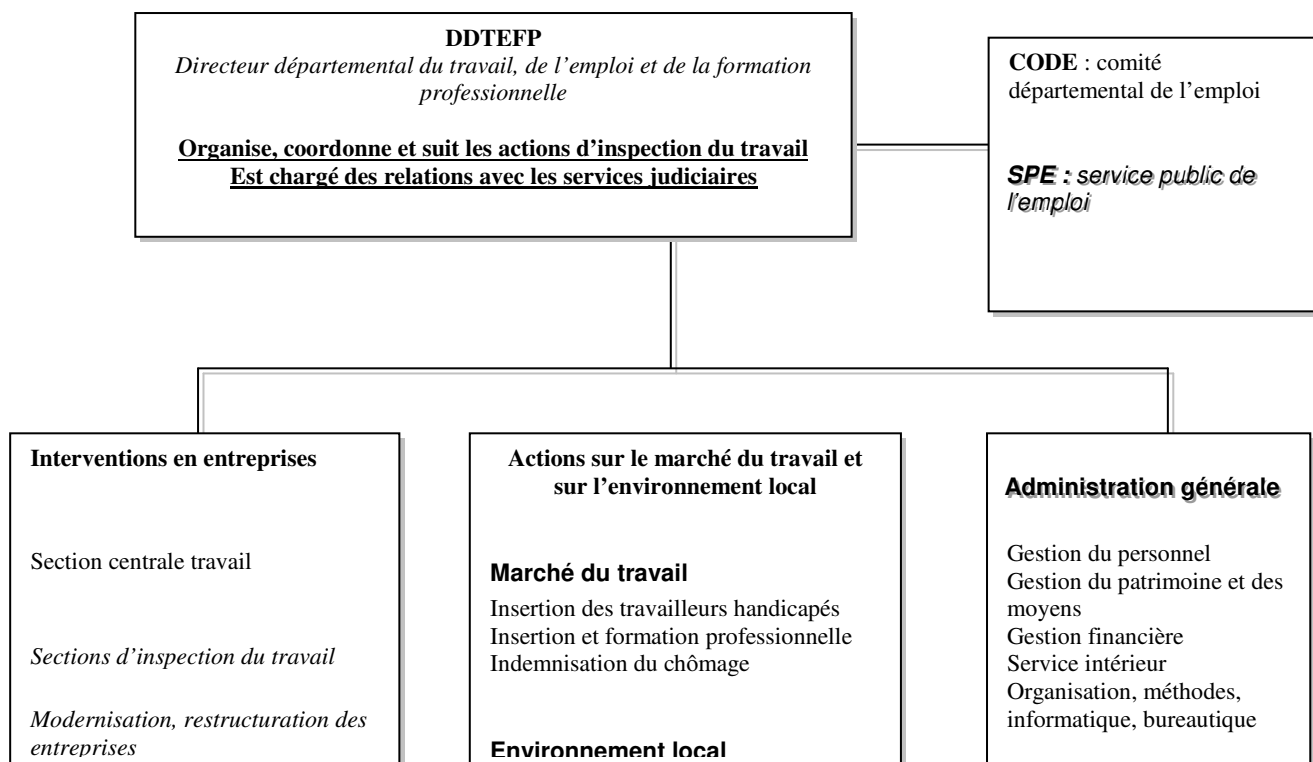 DDTEFP
Directeur départemental du travail, de l’emploi et de la formation
professionnelle
Organise, coordonne et suit les actions d’inspection du travail
Est chargé des relations avec les services judiciaires
CODE : comité
départemental de l’emploi
SPE : service public de
l’emploi
Interventions en entreprises
Section centrale travail
Sections d’inspection du travail
Modernisation, restructuration des
entreprises
Actions sur le marché du travail et
sur l’environnement local
Marché du travail
Insertion des travailleurs handicapés
Insertion et formation professionnelle
Indemnisation du chômage
Environnement local
Administration générale
Gestion du personnel
Gestion du patrimoine et des
moyens
Gestion financière
Service intérieur
Organisation, méthodes,
informatique, bureautique